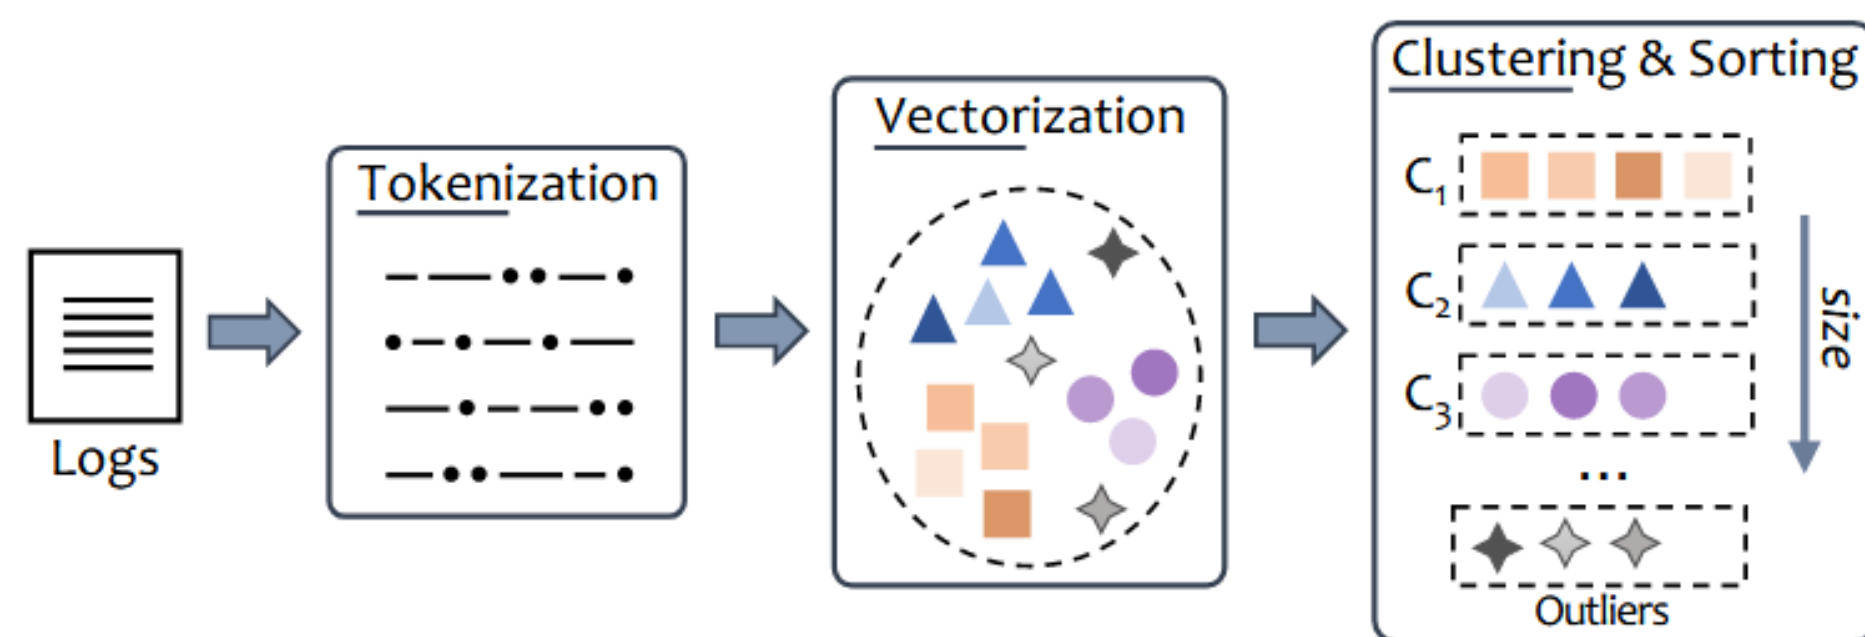 Logs
Tokenization
Vectorization
Clustering & Sorting
C1
C2
C3
...
Outliers
size